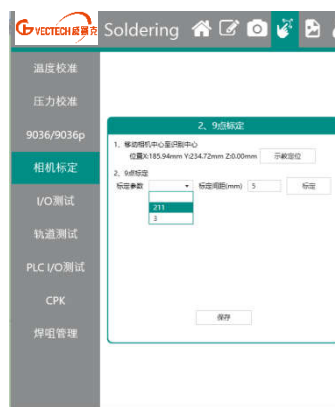 GVECTECH威景克 Soldering
温度校准
压力校准
9036/9036p
相机标定
I/O测试
轨道测试
PLC I/O测试
CPK
焊咀管理
2、9点标定
1、移动相机中心至识别中心
位置X:185.94mm Y:234.72mm Z:0.00mm 示教定位
2、9点标定
标定参数 标定间距(mm) 5 标定
211
3
保存